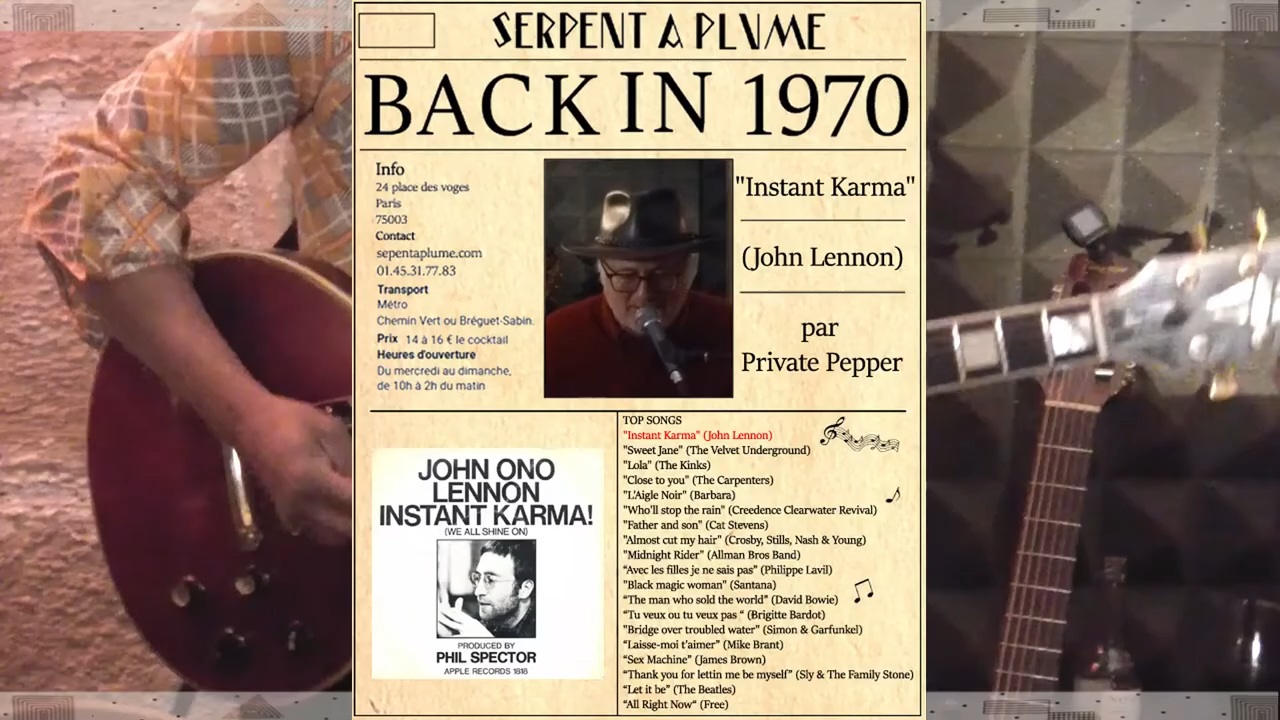 SERPENT A PLVME
BACK IN 1970
Info
24 place des voges
Paris
75003
Contact
sepentaplume.com
01.45.31.77.83
Transport
Métro
Chemin Vert ou Bréguet-Sabin.
Prix 14 à 16 € le cocktail
Heures d'ouverture
Du mercredi au dimanche,
de 10h à 2h du matin
"Instant Karma"
(John Lennon)
par
Private Pepper
JOHN ONO
LENNON
INSTANT KARMA!
(WE ALL SHINE ON)
PRODUCED BY
PHIL SPECTOR
APPLE RECORDS 1818
TOP SONGS
"Instant Karma" (John Lennon)
"Sweet Jane" (The Velvet Underground)
"Lola" (The Kinks)
"Close to you" (The Carpenters)
"L'Aigle Noir" (Barbara)
"Who'll stop the rain" (Creedence Clearwater Revival)
"Father and son" (Cat Stevens)
"Almost cut my hair" (Crosby, Stills, Nash & Young)
"Midnight Rider" (Allman Bros Band)
“Avec les filles je ne sais pas” (Philippe Lavil)
"Black magic woman" (Santana)
“The man who sold the world” (David Bowie)
“Tu veux ou tu veux pas “ (Brigitte Bardot)
"Bridge over troubled water” (Simon & Garfunkel)
“Laisse-moi t’aimer” (Mike Brant)
“Sex Machine” (James Brown)
“Thank you for lettin me be myself” (Sly & The Family Stone)
“Let it be” (The Beatles)
“All Right Now“ (Free)